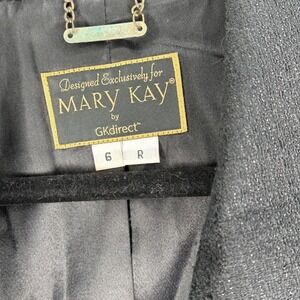 Designed Exclusively for
MARY KAY®
by
GKdirect™
6 R